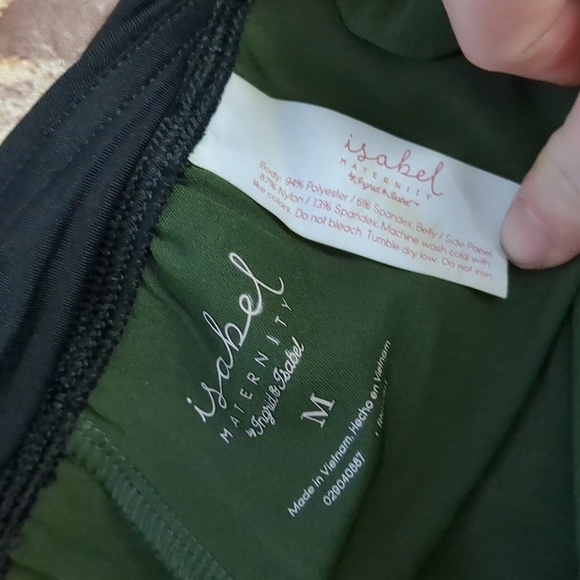 isabel
MATERNITY
by Ingrid & Isabel™
Body: 94% Polyester / 6% Spandex. Belly / Side Panel:
87% Nylon / 13% Spandex. Machine wash cold with
like colors. Do not bleach. Tumble dry low. Do not iron.
isabel
MATERNITY
by Ingrid & Isabel
M
Made in Vietnam. Hecho en Vietnam
029040887